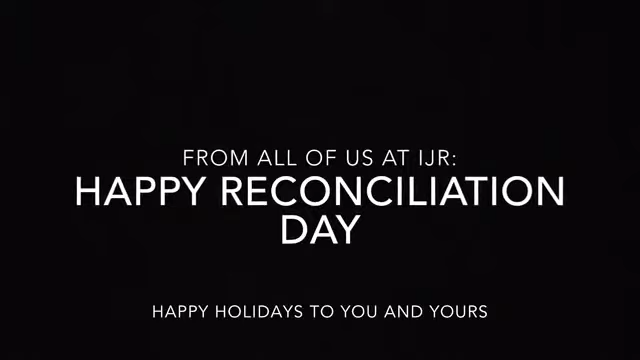 FROM ALL OF US AT IJR:
HAPPY RECONCILIATION
DAY
HAPPY HOLIDAYS TO YOU AND YOURS